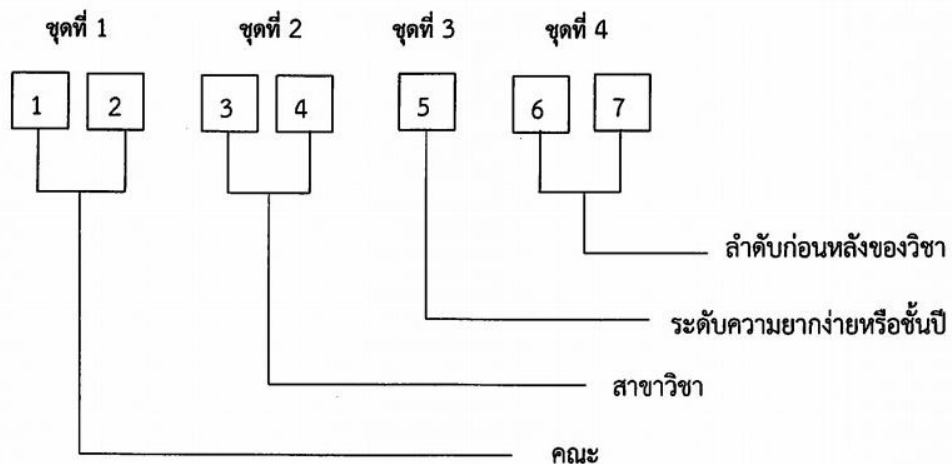 ชุดที่ 1 ชุดที่ 2 ชุดที่ 3 ชุดที่ 4
1 2 3 4 5 6 7
ลำดับก่อนหลังของวิชา
ระดับความยากง่ายหรือชั้นปี
สาขาวิชา
คณะ